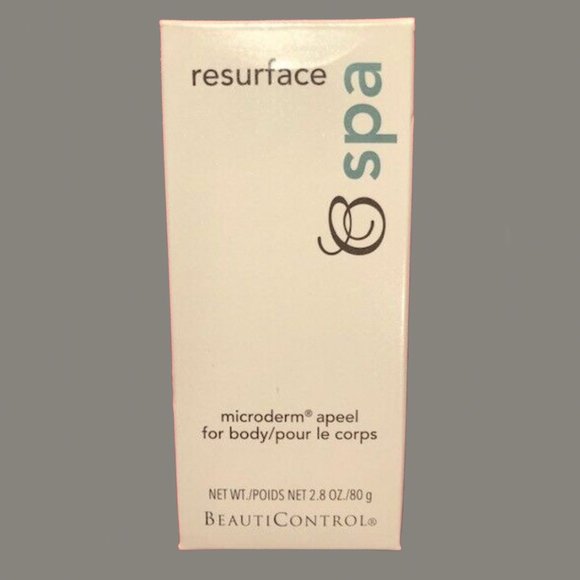 resurface
spa
microderm® apeel
for body/pour le corps
NET WT./POIDS NET 2.8 OZ./80 g
BEAUTICONTROL®